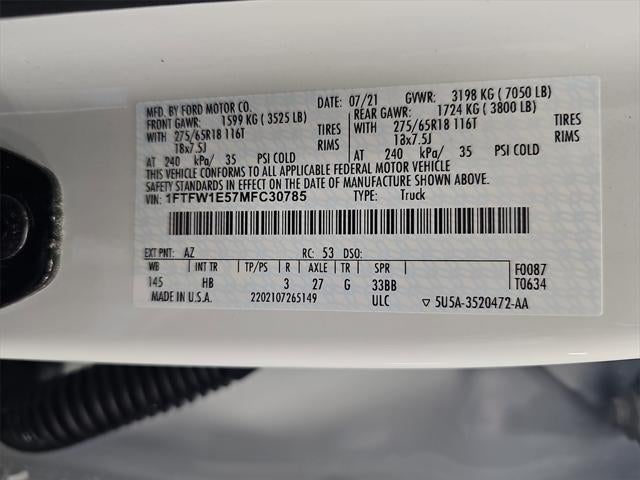 MFD. BY FORD MOTOR CO. DATE: 07/21 GVWR: 3198 KG ( 7050 LB)
FRONT GAWR: 1599 KG ( 3525 LB) REAR GAWR: 1724 KG ( 3800 LB)
WITH 275/65R18 116T TIRES WITH 275/65R18 116T TIRES
18x7.5J RIMS 18x7.5J RIMS
AT 240 kPa/ 35 PSI COLD AT 240 kPa/ 35 PSI COLD
THIS VEHICLE CONFORMS TO ALL APPLICABLE FEDERAL MOTOR VEHICLE
SAFETY STANDARDS IN EFFECT ON THE DATE OF MANUFACTURE SHOWN ABOVE.
VIN: 1FTFW1E57MFC30785 TYPE: Truck
EXT PNT: AZ RC: 53 DSO:
WB INT TR TP/PS R AXLE TR SPR F0087
145 HB 3 27 G 33BB T0634
MADE IN U.S.A. 2202107265149 ULC ▽ 5U5A-3520472-AA